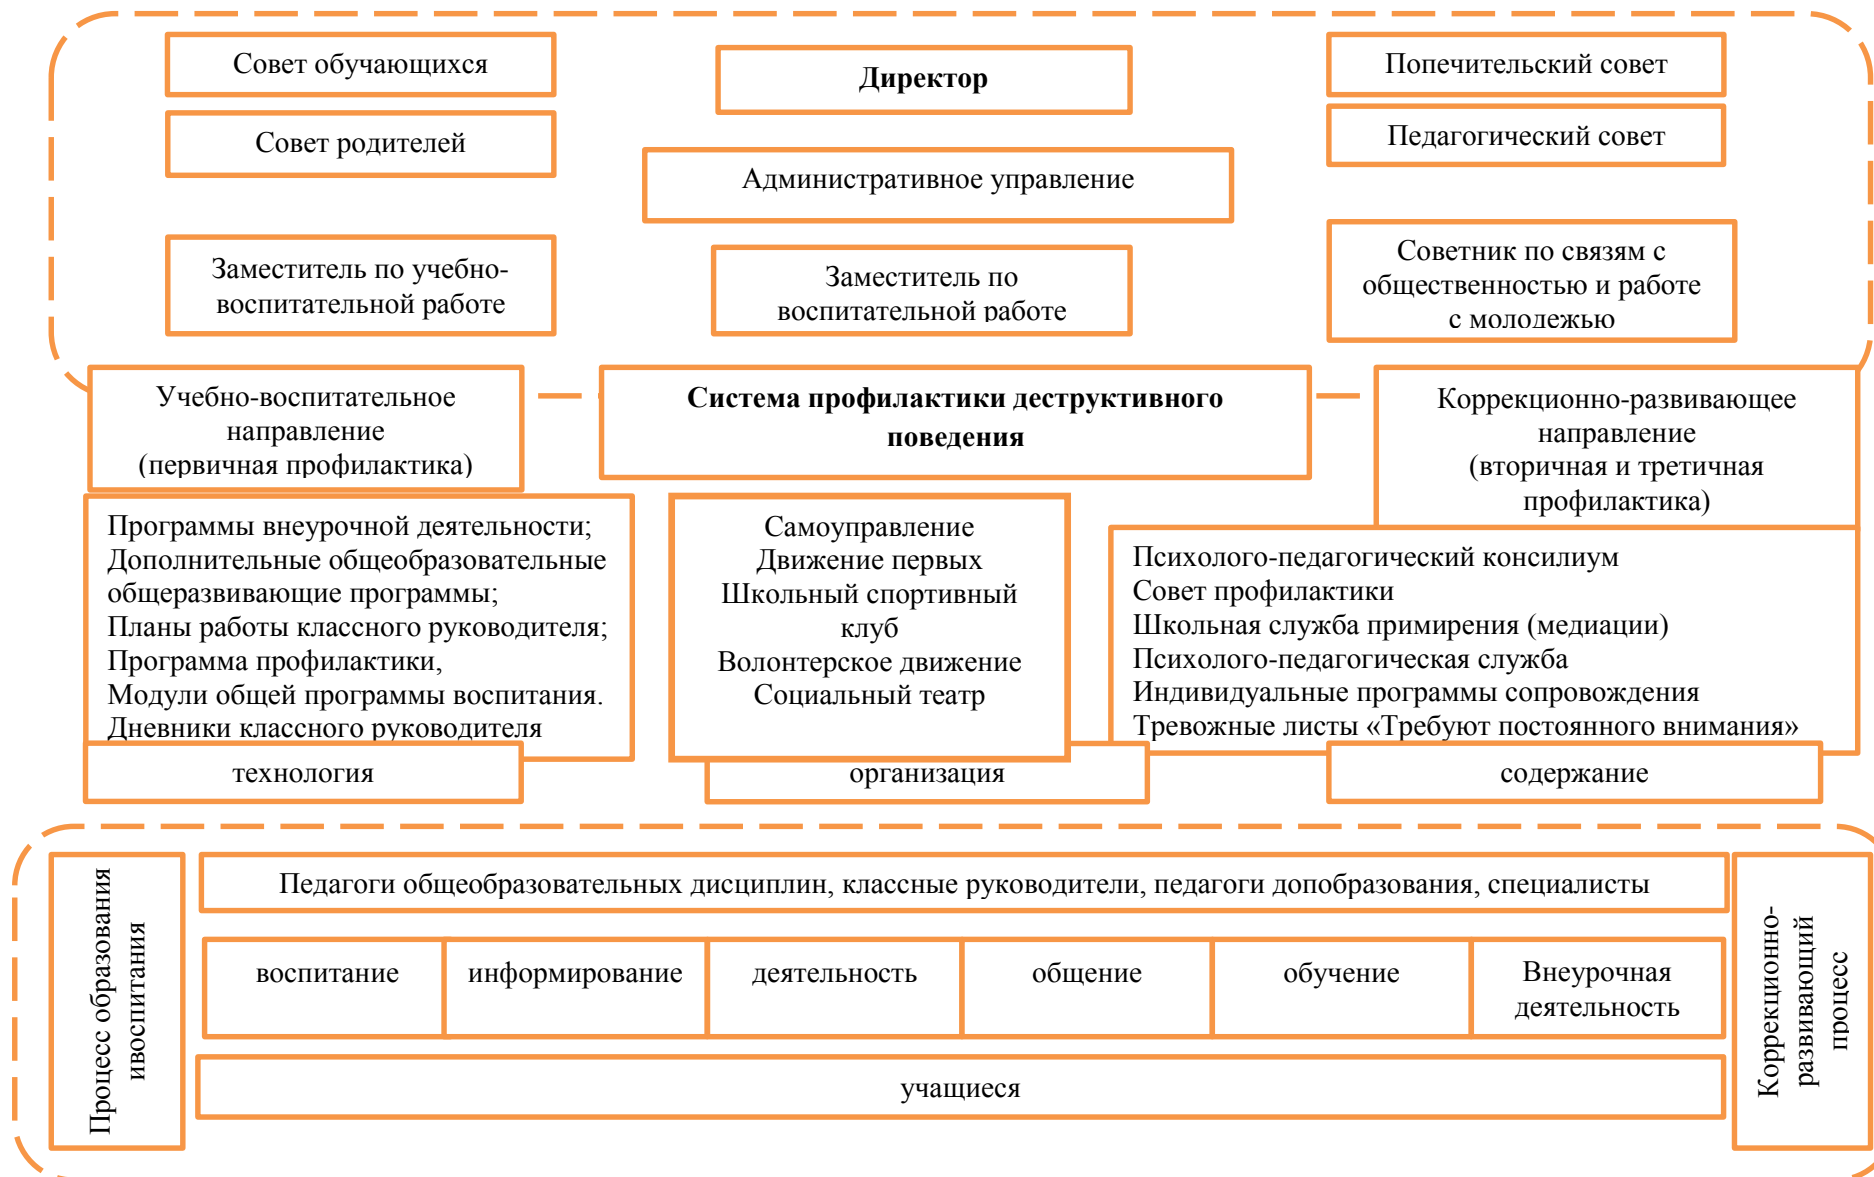 Совет обучающихся
Директор
Попечительский совет
Совет родителей
Педагогический совет
Административное управление
Заместитель по учебно-
воспитательной работе
Заместитель по
воспитательной работе
Советник по связям с
общественностью и работе
с молодежью
Учебно-воспитательное
направление
(первичная профилактика)
Система профилактики деструктивного
поведения
Коррекционно-развивающее
направление
(вторичная и третичная
профилактика)
Программы внеурочной деятельности;
Дополнительные общеобразовательные
общеразвивающие программы;
Планы работы классного руководителя;
Программа профилактики,
Модули общей программы воспитания.
Дневники классного руководителя
Самоуправление
Движение первых
Школьный спортивный
клуб
Волонтерское движение
Социальный театр
Психолого-педагогический консилиум
Совет профилактики
Школьная служба примирения (медиации)
Психолого-педагогическая служба
Индивидуальные программы сопровождения
Тревожные листы «Требуют постоянного внимания»
технология
организация
содержание
Процесс образования
ивоспитания
Педагоги общеобразовательных дисциплин, классные руководители, педагоги допобразования, специалисты
воспитание
информирование
деятельность
общение
обучение
Внеурочная
деятельность
учащиеся
Коррекционно-
развивающий
процесс